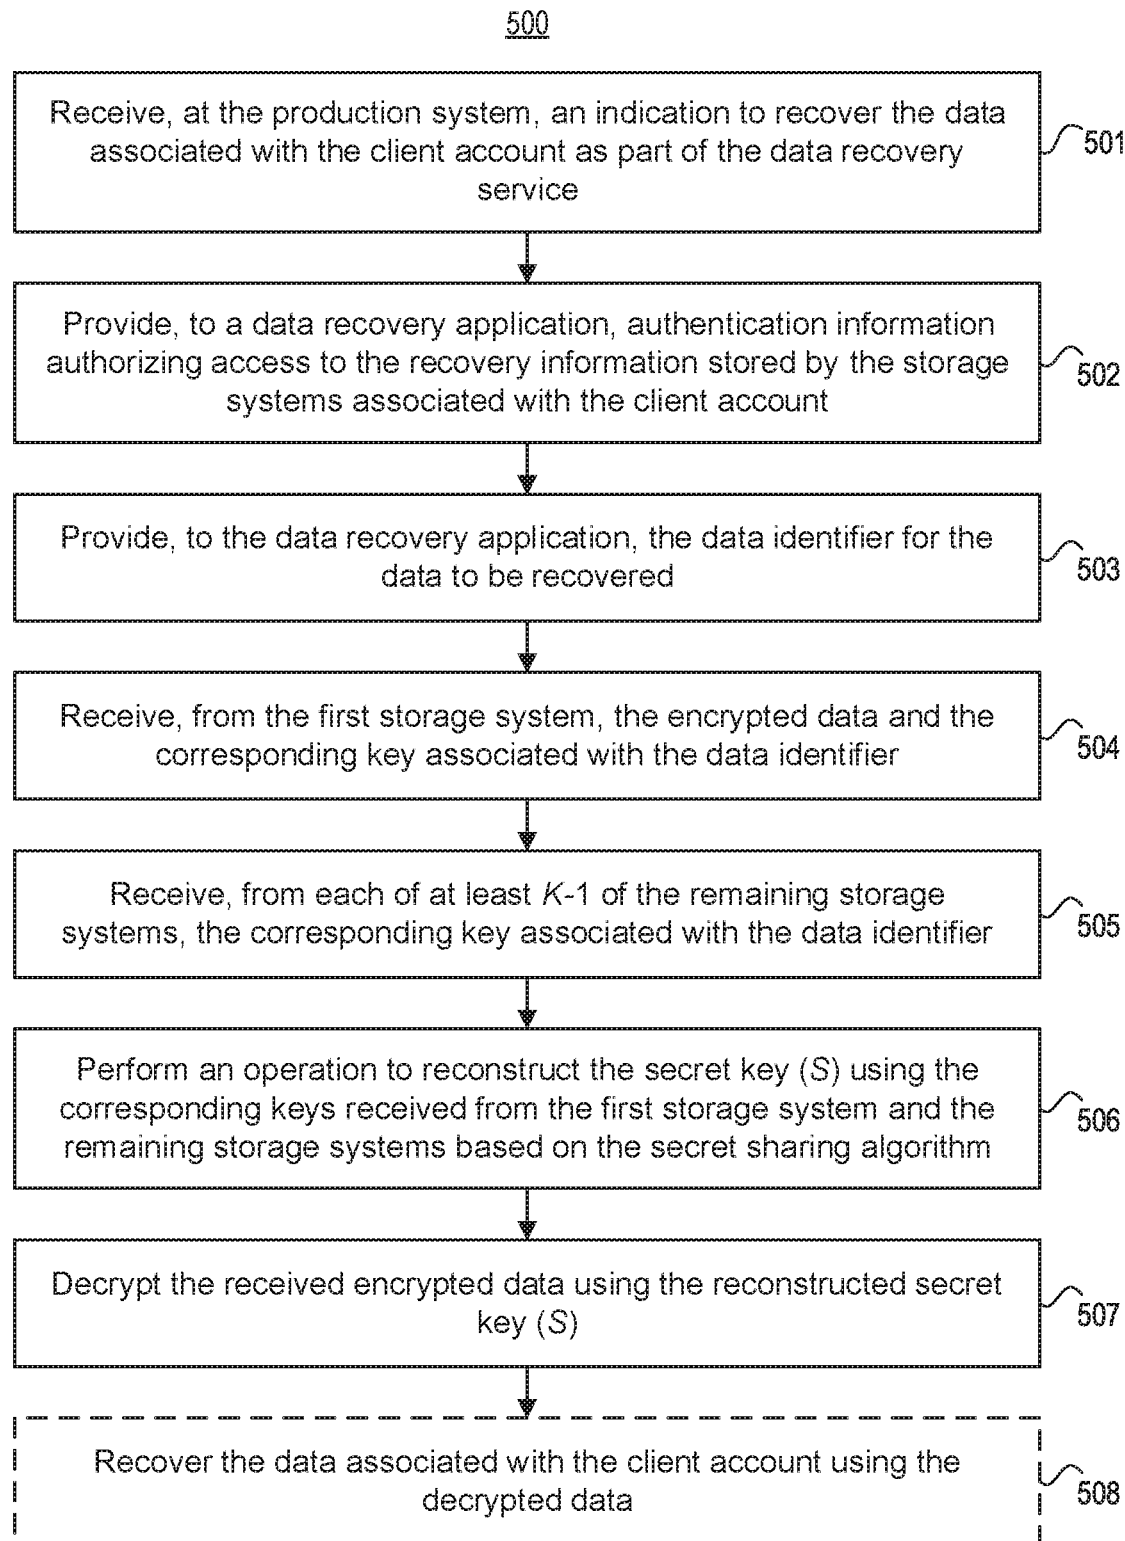 500
Receive, at the production system, an indication to recover the data
associated with the client account as part of the data recovery
service
501
Provide, to a data recovery application, authentication information
authorizing access to the recovery information stored by the storage
systems associated with the client account
502
Provide, to the data recovery application, the data identifier for the
data to be recovered
503
Receive, from the first storage system, the encrypted data and the
corresponding key associated with the data identifier
504
Receive, from each of at least K-1 of the remaining storage
systems, the corresponding key associated with the data identifier
505
Perform an operation to reconstruct the secret key (S) using the
corresponding keys received from the first storage system and the
remaining storage systems based on the secret sharing algorithm
506
Decrypt the received encrypted data using the reconstructed secret
key (S)
507
Recover the data associated with the client account using the
decrypted data
508